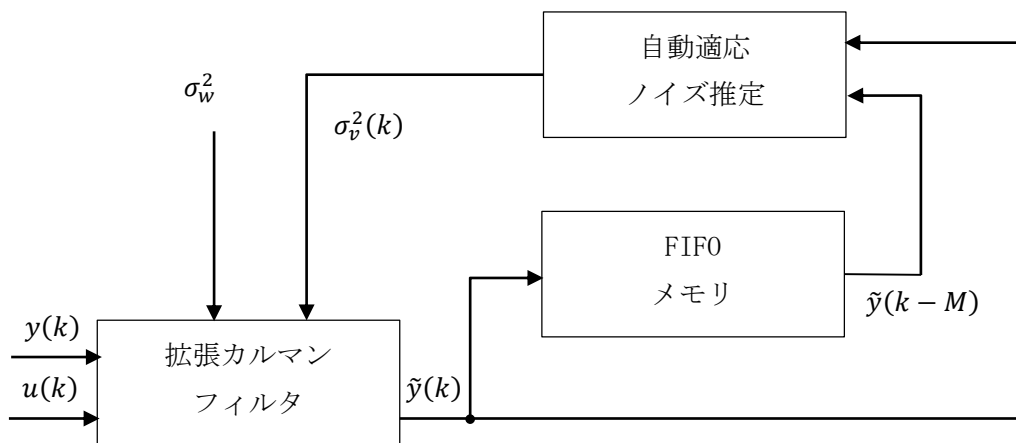 自動適応
ノイズ推定
σ_w^2
σ_v^2(k)
FIFO
メモリ
ỹ(k − M)
y(k)
拡張カルマン
フィルタ
u(k)
ỹ(k)